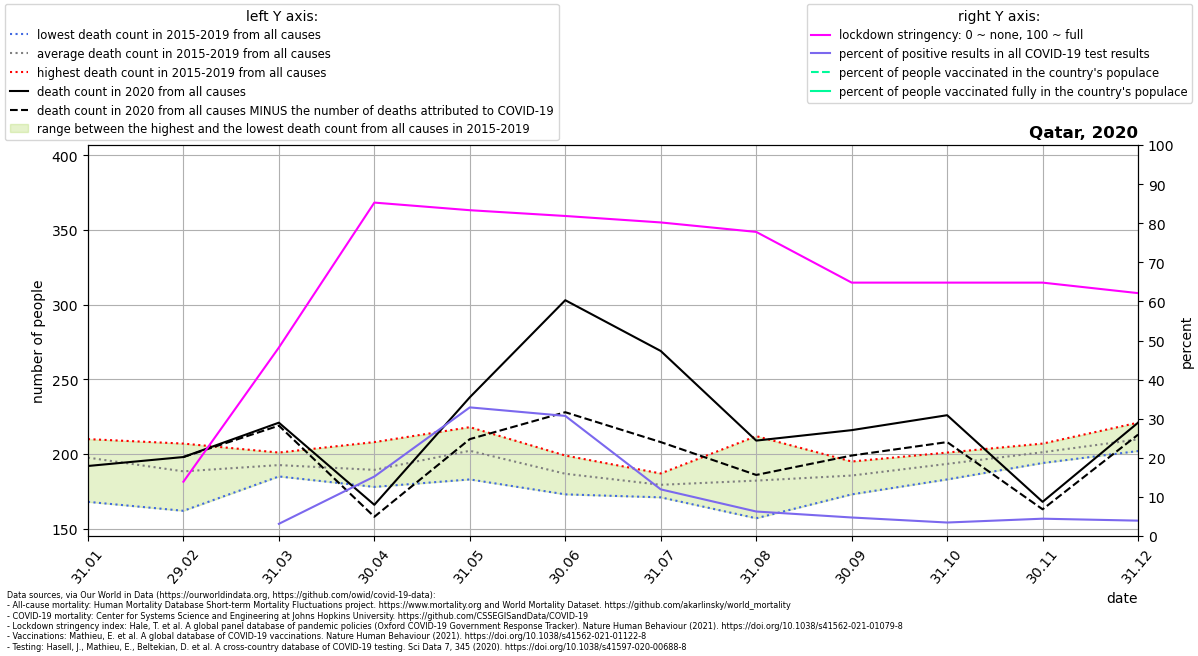 left Y axis:
lowest death count in 2015-2019 from all causes
average death count in 2015-2019 from all causes
highest death count in 2015-2019 from all causes
death count in 2020 from all causes
death count in 2020 from all causes MINUS the number of deaths attributed to COVID-19
range between the highest and the lowest death count from all causes in 2015-2019
right Y axis:
lockdown stringency: 0 ~ none, 100 ~ full
percent of positive results in all COVID-19 test results
percent of people vaccinated in the country's populace
percent of people vaccinated fully in the country's populace
Qatar, 2020
number of people
400
350
300
250
200
150
100
90
80
70
60
50
40
30
20
10
0
percent
31.01
29.02
31.03
30.04
31.05
30.06
31.07
31.08
30.09
31.10
30.11
31.12
date
Data sources, via Our World in Data (https://ourworldindata.org, https://github.com/owid/covid-19-data):
- All-cause mortality: Human Mortality Database Short-term Mortality Fluctuations project. https://www.mortality.org and World Mortality Dataset. https://github.com/akarlinsky/world_mortality
- COVID-19 mortality: Center for Systems Science and Engineering at Johns Hopkins University. https://github.com/CSSEGISandData/COVID-19
- Lockdown stringency index: Hale, T. et al. A global panel database of pandemic policies (Oxford COVID-19 Government Response Tracker). Nature Human Behaviour (2021). https://doi.org/10.1038/s41562-021-01079-8
- Vaccinations: Mathieu, E. et al. A global database of COVID-19 vaccinations. Nature Human Behaviour (2021). https://doi.org/10.1038/s41562-021-01122-8
- Testing: Hasell, J., Mathieu, E., Beltekian, D. et al. A cross-country database of COVID-19 testing. Sci Data 7, 345 (2020). https://doi.org/10.1038/s41597-020-00688-8